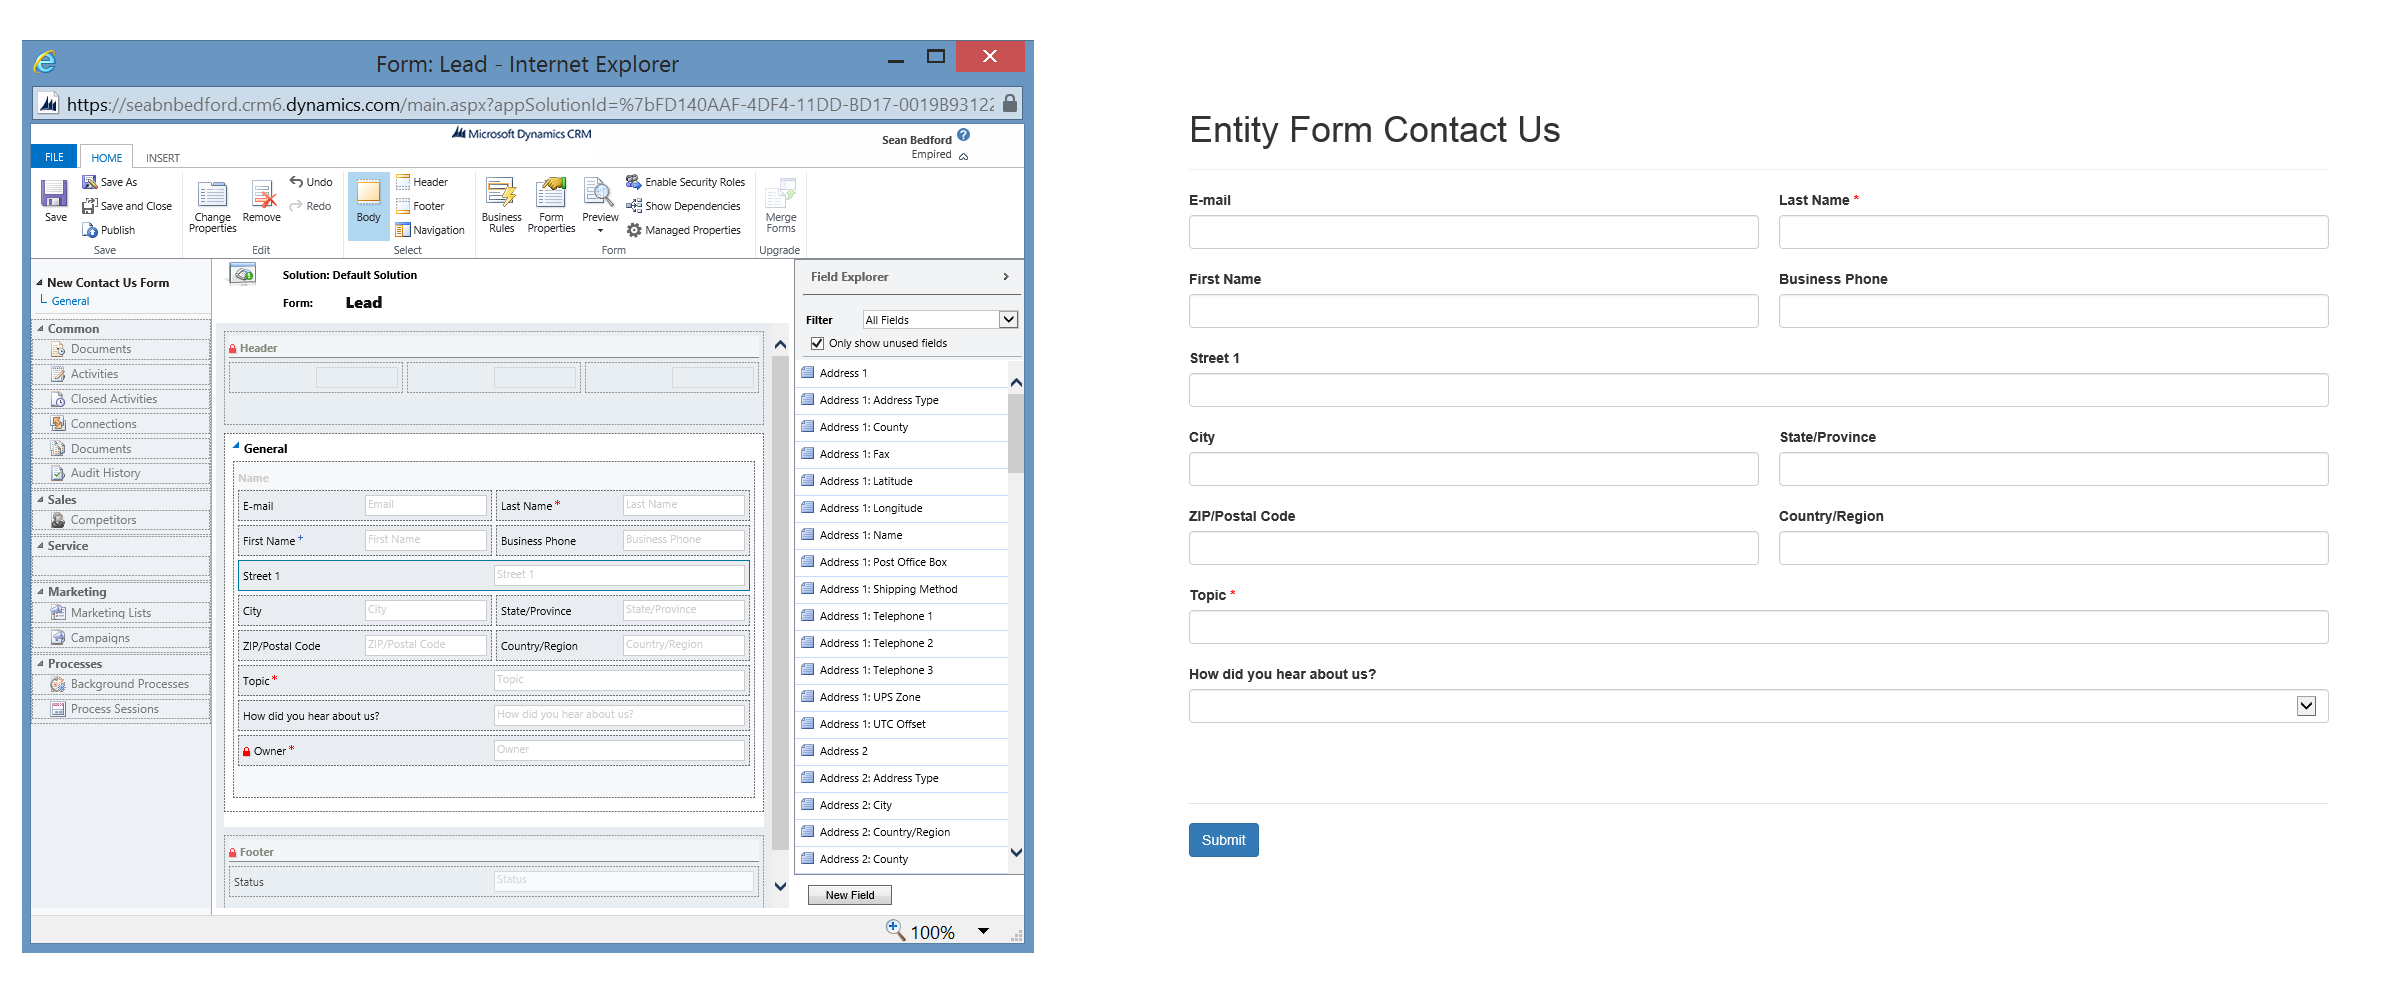 Form: Lead - Internet Explorer
https://seabnbedford.crm6.dynamics.com/main.aspx?appSolutionId=%7bFD140AAF-4DF4-11DD-BD17-0019B93122
Microsoft Dynamics CRM
Sean Bedford
Empired
FILE HOME INSERT
Save
Save As
Save and Close
Publish
Save
Change Properties
Remove
Undo
Redo
Edit
Body
Header
Footer
Navigation
Select
Business Rules
Form Properties
Preview
Enable Security Roles
Show Dependencies
Managed Properties
Form
Merge Forms
Upgrade
New Contact Us Form
General
Common
Documents
Activities
Closed Activities
Connections
Documents
Audit History
Sales
Competitors
Service
Marketing
Marketing Lists
Campaigns
Processes
Background Processes
Process Sessions
Solution: Default Solution
Form: Lead
Header
General
Name
E-mail Email Last Name * Last Name
First Name + First Name Business Phone Business Phone
Street 1 Street 1
City City State/Province State/Province
ZIP/Postal Code ZIP/Postal Code Country/Region Country/Region
Topic * Topic
How did you hear about us? How did you hear about us?
Owner * Owner
Footer
Status Status
Field Explorer
Filter All Fields
Only show unused fields
Address 1
Address 1: Address Type
Address 1: County
Address 1: Fax
Address 1: Latitude
Address 1: Longitude
Address 1: Name
Address 1: Post Office Box
Address 1: Shipping Method
Address 1: Telephone 1
Address 1: Telephone 2
Address 1: Telephone 3
Address 1: UPS Zone
Address 1: UTC Offset
Address 2
Address 2: Address Type
Address 2: City
Address 2: Country/Region
Address 2: County
New Field
100%
Entity Form Contact Us
E-mail Last Name *
First Name Business Phone
Street 1
City State/Province
ZIP/Postal Code Country/Region
Topic *
How did you hear about us?
Submit